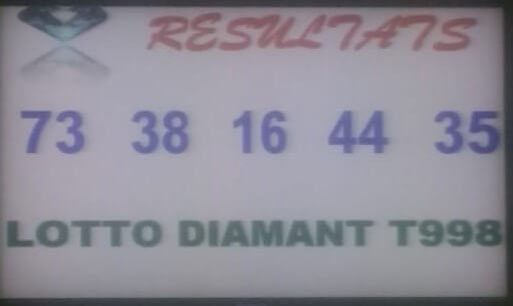 RESULTATS
73 38 16 44 35
LOTTO DIAMANT T998